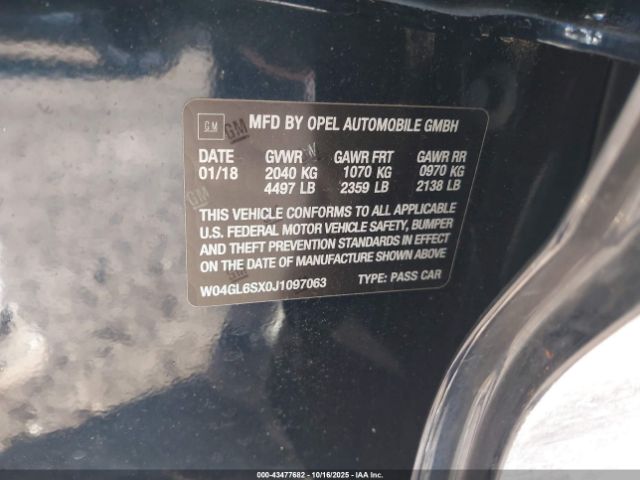 GM MFD BY OPEL AUTOMOBILE GMBH
DATE GVWR GAWR FRT GAWR RR
01/18 2040 KG 1070 KG 0970 KG
4497 LB 2359 LB 2138 LB
THIS VEHICLE CONFORMS TO ALL APPLICABLE
U.S. FEDERAL MOTOR VEHICLE SAFETY, BUMPER
AND THEFT PREVENTION STANDARDS IN EFFECT
ON THE DATE OF MANUFACTURE SHOWN ABOVE
W04GL6SX0J1097063 TYPE: PASS CAR
000-43477682 | 10/16/2025 | IAA Inc.